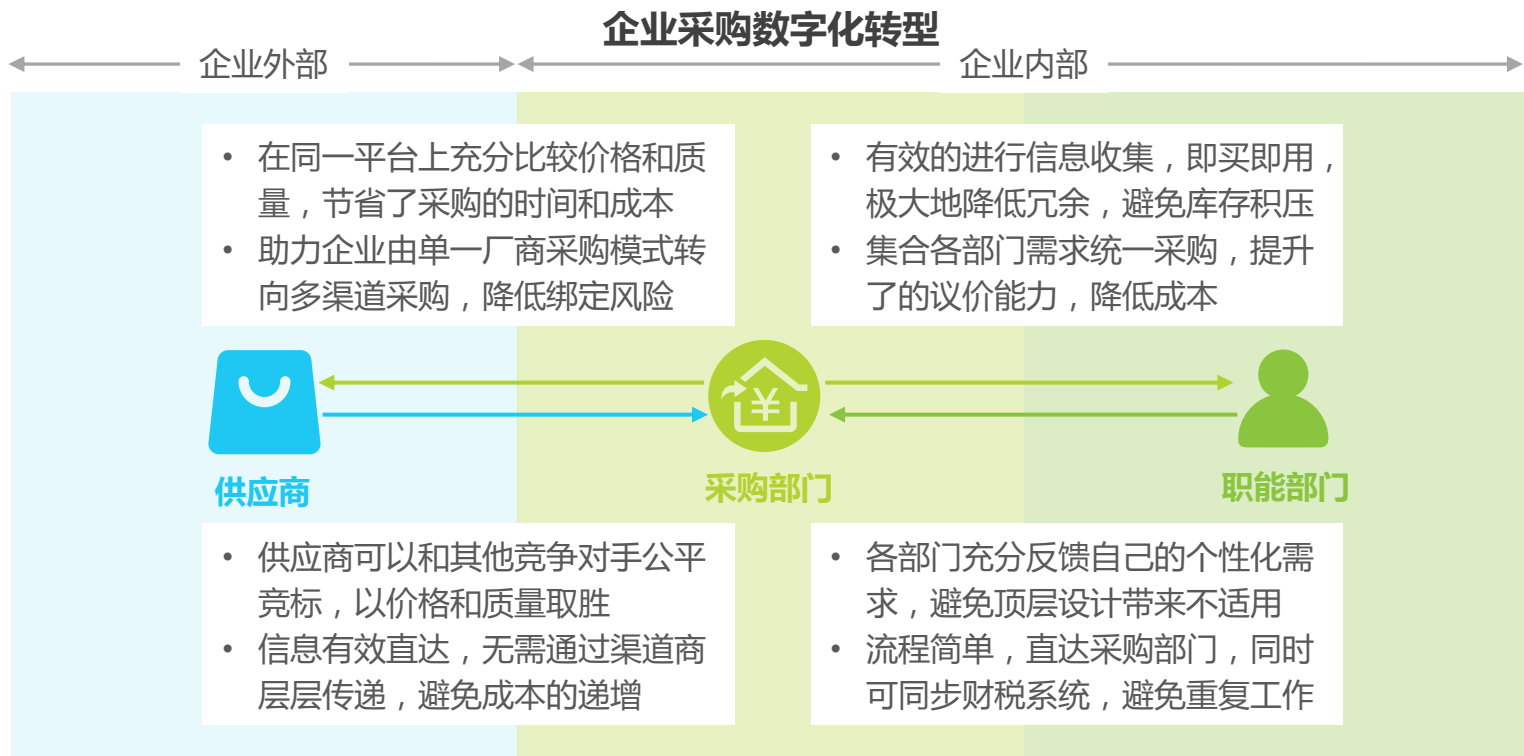 企业采购数字化转型
企业外部
企业内部
• 在同一平台上充分比较价格和质
量，节省了采购的时间和成本
• 助力企业由单一厂商采购模式转
向多渠道采购，降低绑定风险
• 有效的进行信息收集，即买即用，
极大地降低冗余，避免库存积压
• 集合各部门需求统一采购，提升
了的议价能力，降低成本
¥
供应商
采购部门
职能部门
• 供应商可以和其他竞争对手公平
竞标，以价格和质量取胜
• 信息有效直达，无需通过渠道商
层层传递，避免成本的递增
• 各部门充分反馈自己的个性化需
求，避免顶层设计带来不适用
• 流程简单，直达采购部门，同时
可同步财税系统，避免重复工作